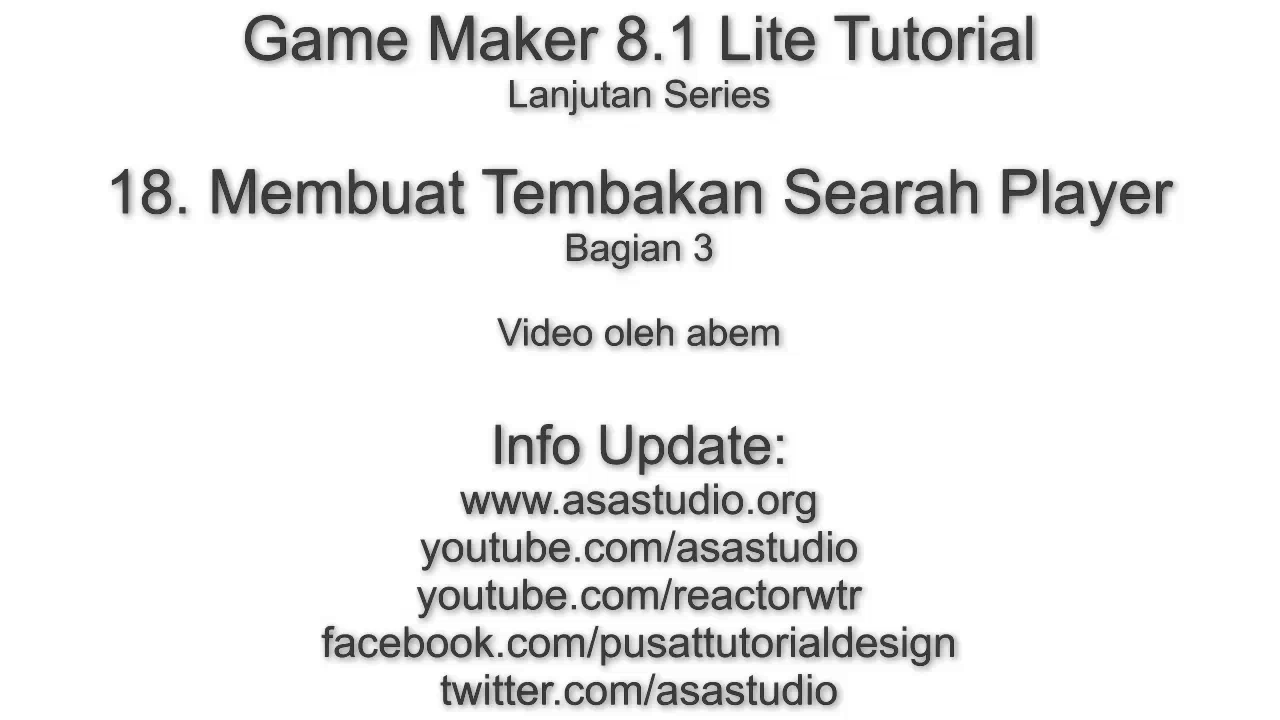 Game Maker 8.1 Lite Tutorial
Lanjutan Series
18. Membuat Tembakan Searah Player
Bagian 3
Video oleh abem
Info Update:
www.asastudio.org
youtube.com/asastudio
youtube.com/reactorwtr
facebook.com/pusattutorialdesign
twitter.com/asastudio